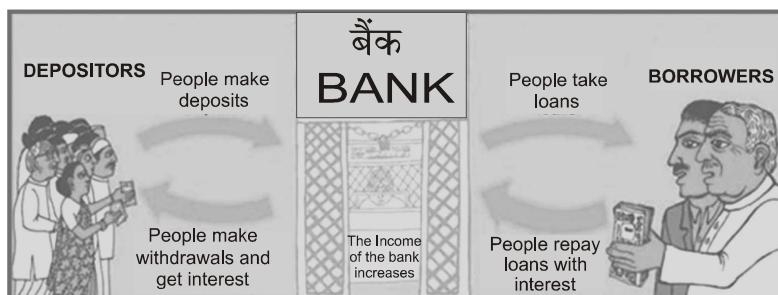 बैंक
BANK
DEPOSITORS
People make
deposits
People make
withdrawals and
get interest
The Income
of the bank
increases
People take
loans
People repay
loans with
interest
BORROWERS